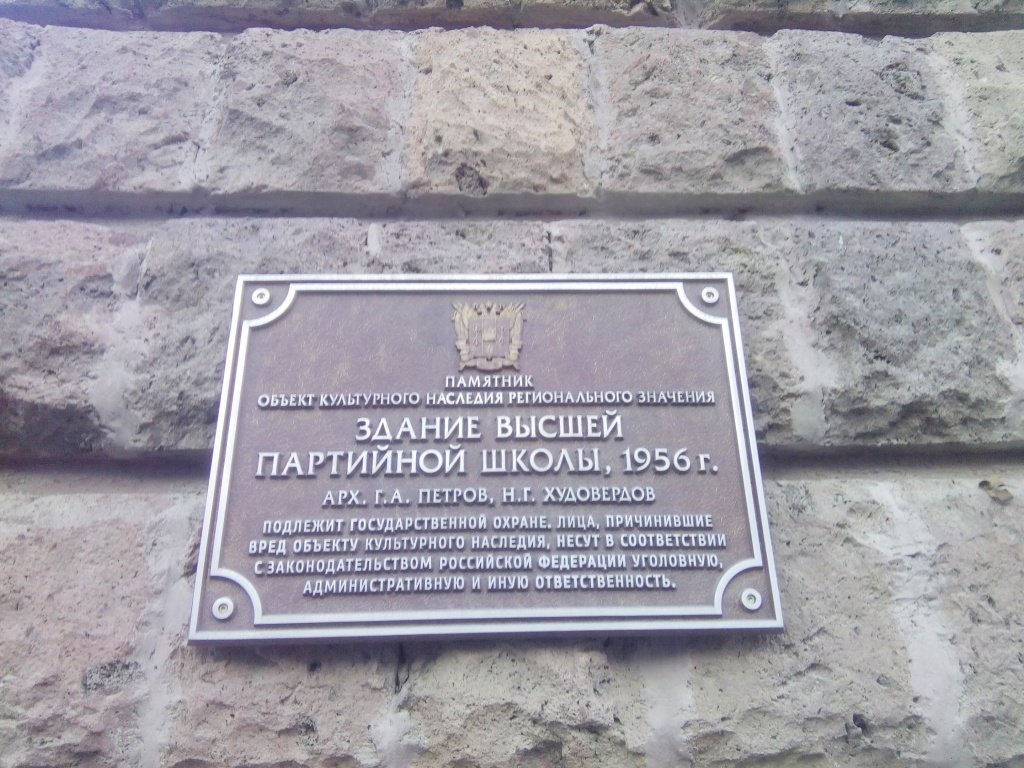 ПАМЯТНИК
ОБЪЕКТ КУЛЬТУРНОГО НАСЛЕДИЯ РЕГИОНАЛЬНОГО ЗНАЧЕНИЯ
ЗДАНИЕ ВЫСШЕЙ
ПАРТИЙНОЙ ШКОЛЫ, 1956 г.
АРХ. Г.А. ПЕТРОВ, Н.Г. ХУДОВЕРДОВ
ПОДЛЕЖИТ ГОСУДАРСТВЕННОЙ ОХРАНЕ. ЛИЦА, ПРИЧИНИВШИЕ
ВРЕД ОБЪЕКТУ КУЛЬТУРНОГО НАСЛЕДИЯ, НЕСУТ В СООТВЕТСТВИИ
С ЗАКОНОДАТЕЛЬСТВОМ РОССИЙСКОЙ ФЕДЕРАЦИИ УГОЛОВНУЮ,
АДМИНИСТРАТИВНУЮ И ИНУЮ ОТВЕТСТВЕННОСТЬ.